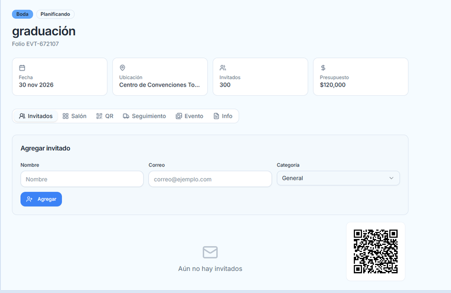 Boda Planificando
graduación
Folio EVT-672107
Fecha
30 nov 2026
Ubicación
Centro de Convenciones To...
Invitados
300
Presupuesto
$120,000
Invitados Salón QR Seguimiento Evento Info
Agregar invitado
Nombre
Nombre
Correo
correo@ejemplo.com
Categoría
General
Agregar
Aún no hay invitados